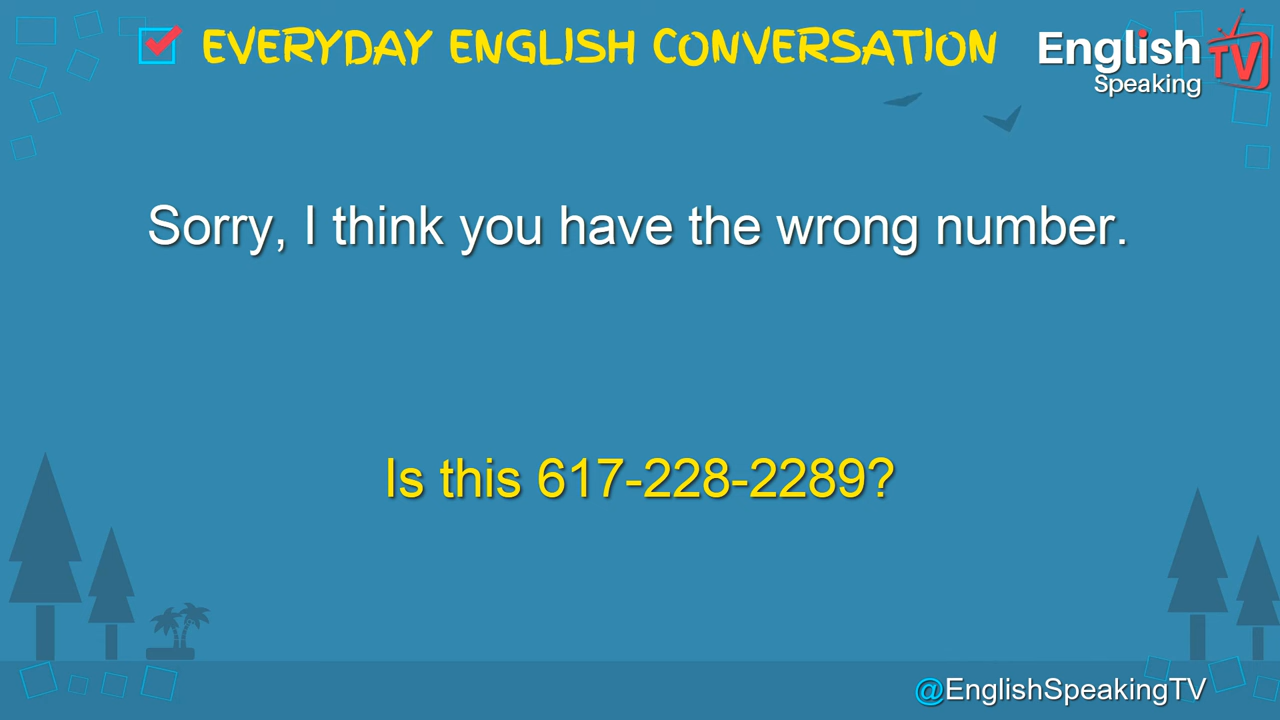 EVERYDAY ENGLISH CONVERSATION
English TV
Speaking
Sorry, I think you have the wrong number.
Is this 617-228-2289?
@EnglishSpeakingTV